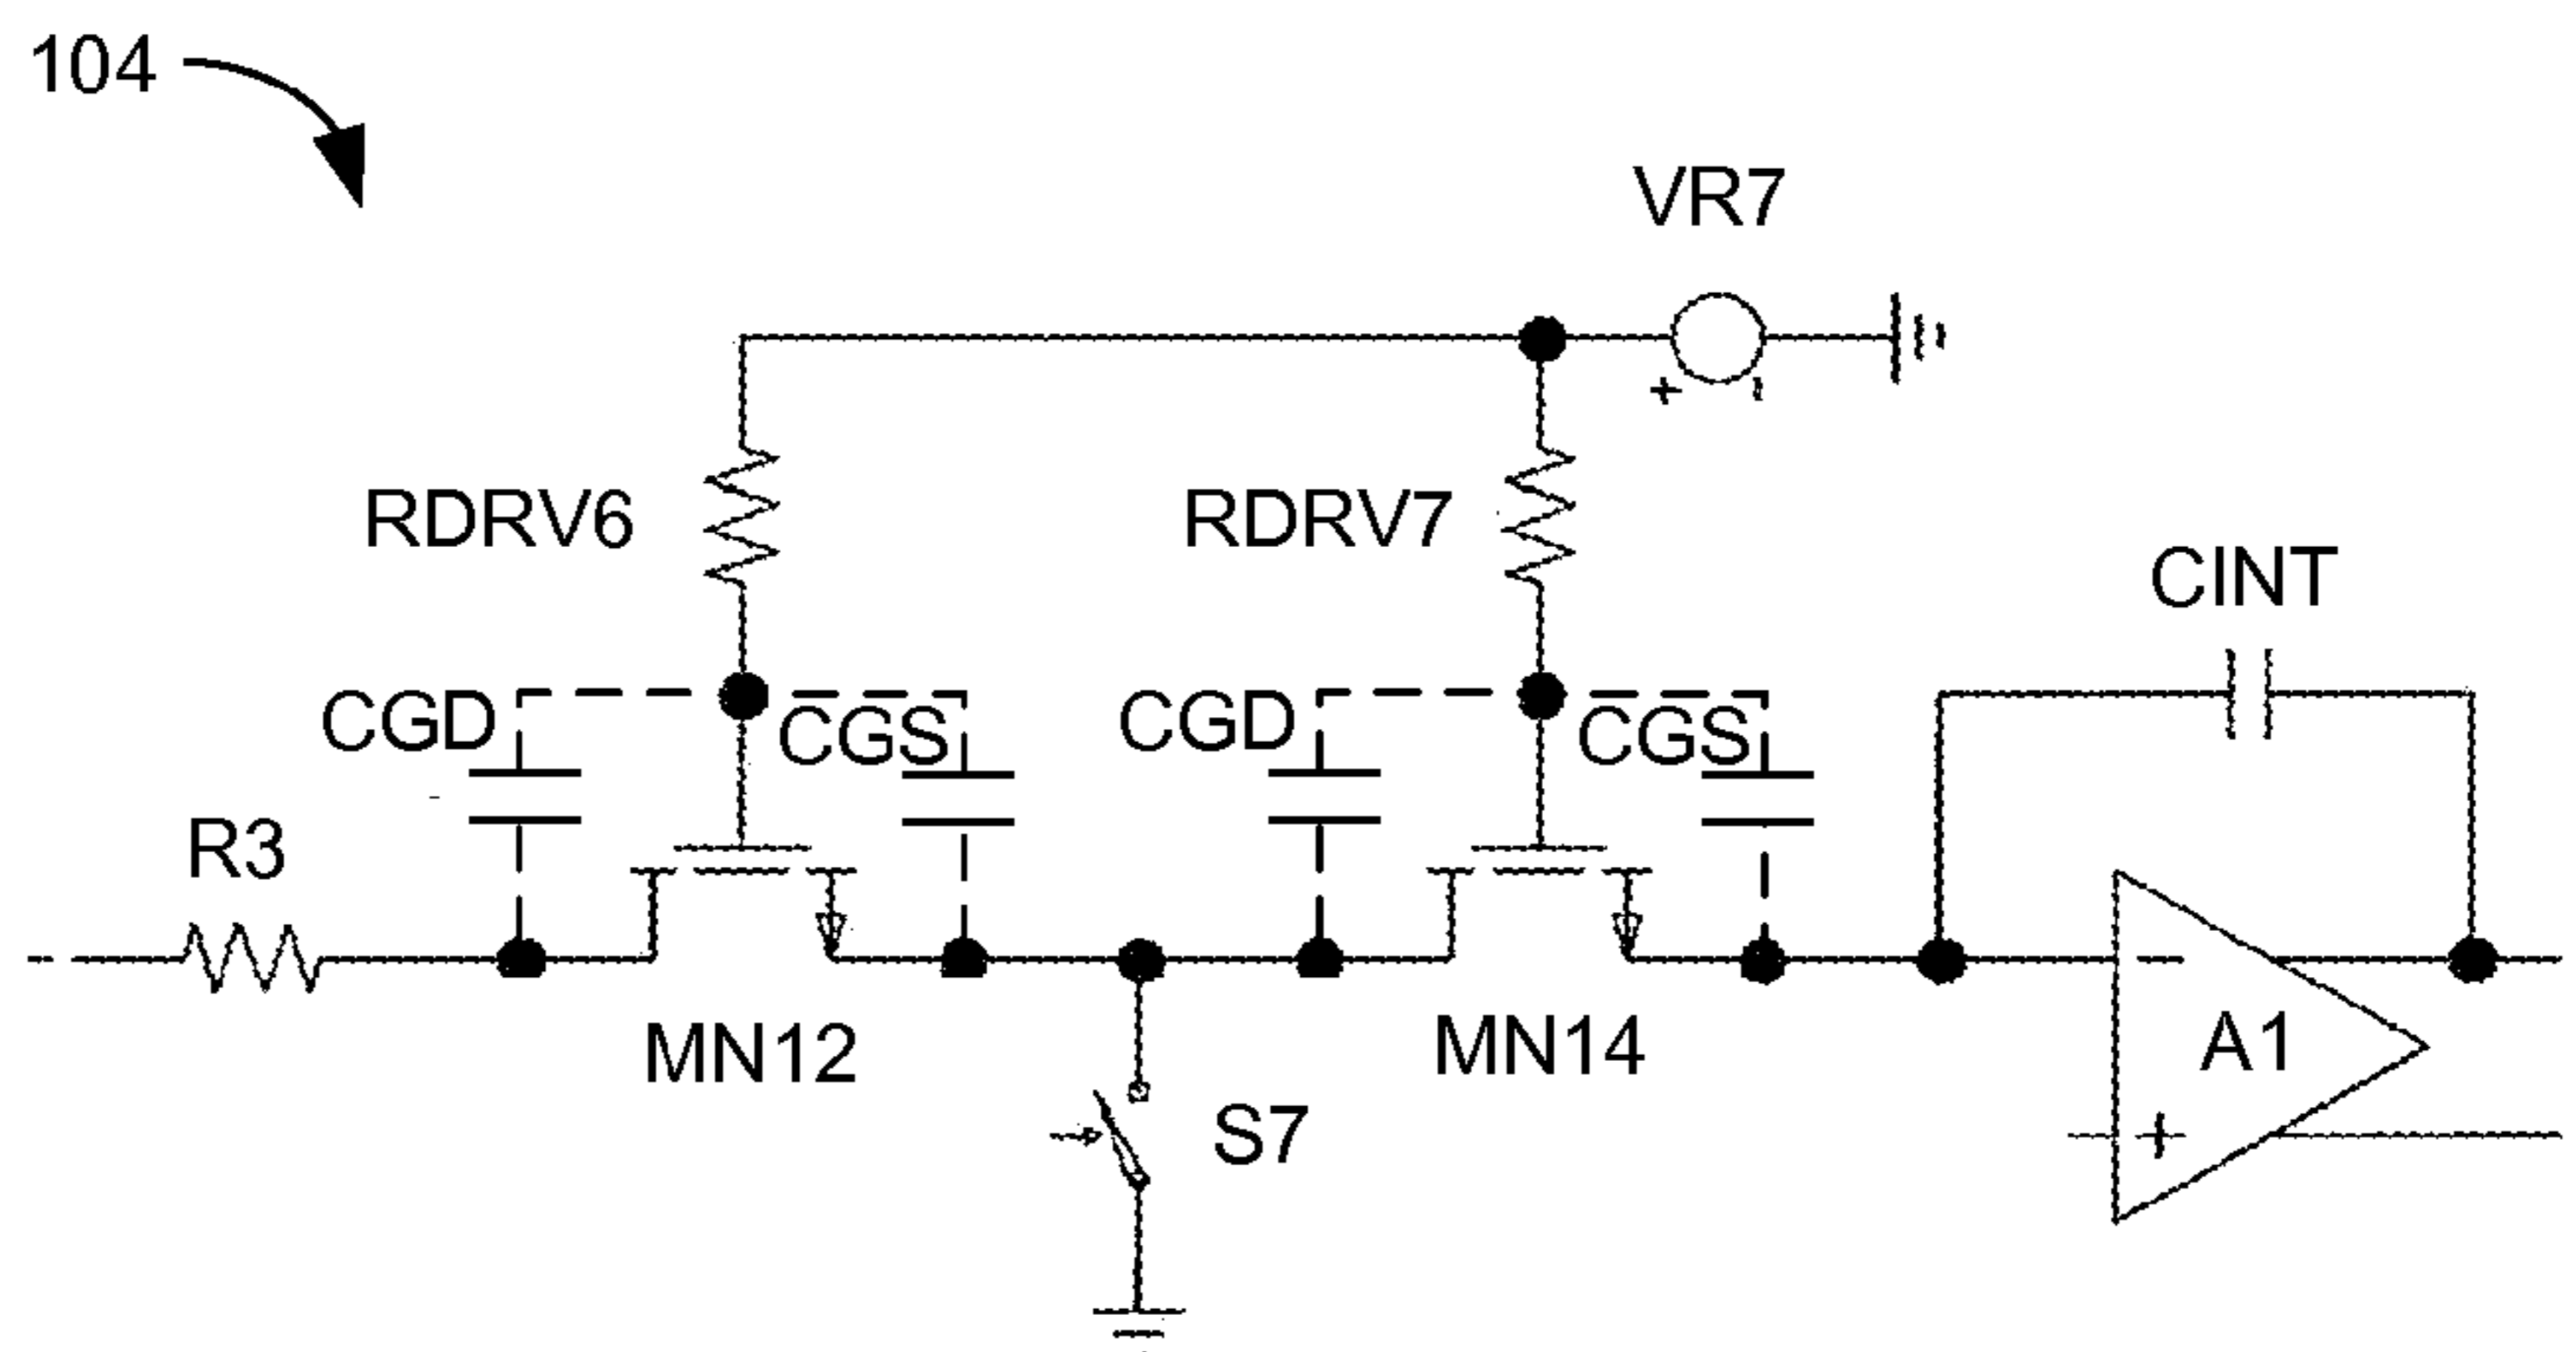 104
VR7
+ -
RDRV6
RDRV7
CINT
CGD
CGS
CGD
CGS
R3
-
MN12
MN14
A1
S7
+